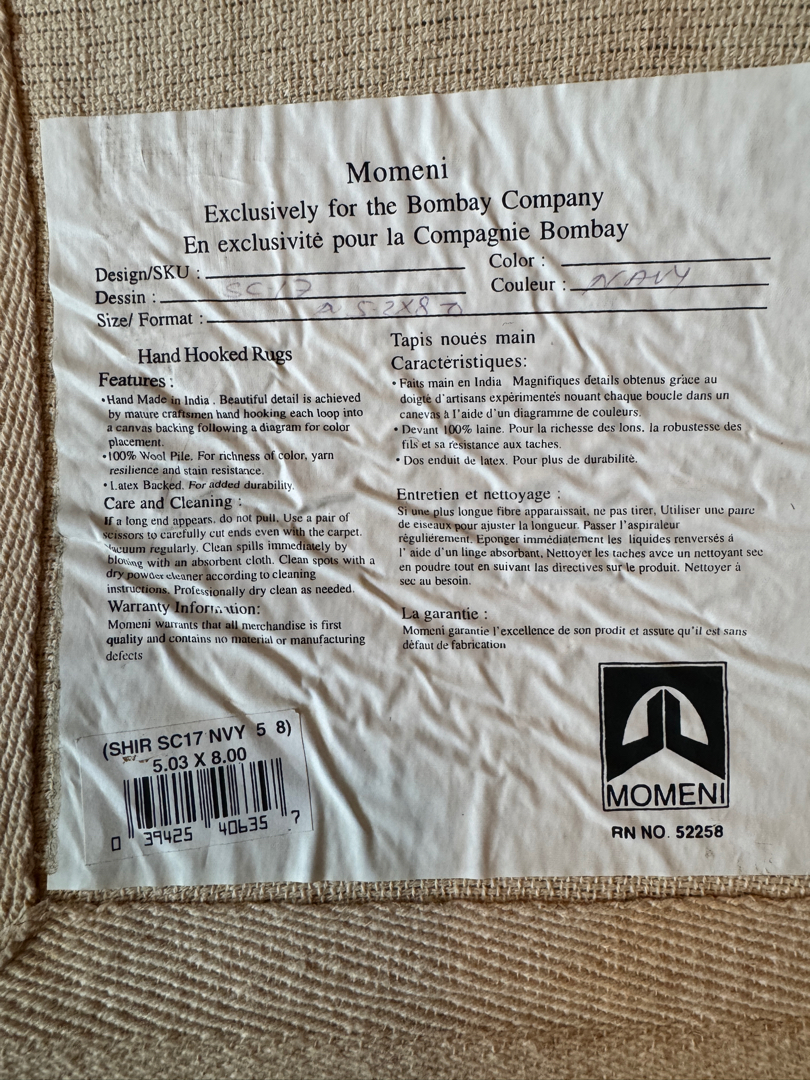 Momeni
Exclusively for the Bombay Company
En exclusivité pour la Compagnie Bombay
Design/SKU :
Dessin : SC-17
Color :
Couleur : NAVY
Size/ Format : 5-2X8
Hand Hooked Rugs
Features :
•Hand Made in India . Beautiful detail is achieved
by mature craftsmen hand hooking each loop into
a canvas backing following a diagram for color
placement.
•100% Wool Pile. For richness of color, yarn
resilience and stain resistance.
• Latex Backed. For added durability.
Care and Cleaning :
If a long end appears, do not pull, Use a pair of
scissors to carefully cut ends even with the carpet.
Vacuum regularly. Clean spills immediately by
blotting with an absorbent cloth. Clean spots with a
dry powder cleaner according to cleaning
instructions. Professionally dry clean as needed.
Warranty Information:
Momeni warrants that all merchandise is first
quality and contains no material or manufacturing
defects
Tapis noués main
Caractéristiques:
• Faits main en India Magnifiques détails obtenus grâce au
doigté d'artisans expérimentés nouant chaque boucle dans un
canevas à l'aide d'un diagramme de couleurs.
• Devant 100% laine. Pour la richesse des lons, la robustesse des
fils et sa résistance aux taches.
• Dos enduit de latex. Pour plus de durabilité.
Entretien et nettoyage :
Si une plus longue fibre apparaissait, ne pas tirer, Utiliser une paire
de eiseaux pour ajuster la longueur. Passer l'aspiraleur
régulièrement. Eponger immédiatement les liquides renversés à
l' aide d'un linge absorbant, Nettoyer les taches avce un nettoyant sec
en poudre tout en suivant las directives sur le produit. Nettoyer à
sec au besoin.
La garantie :
Momeni garantie l'excellence de son prodit et assure qu'il est sans
défaut de fabrication
(SHIR SC17 NVY 5 8)
5.03 X 8.00
0 39425 40635 7
MOMENI
RN NO. 52258